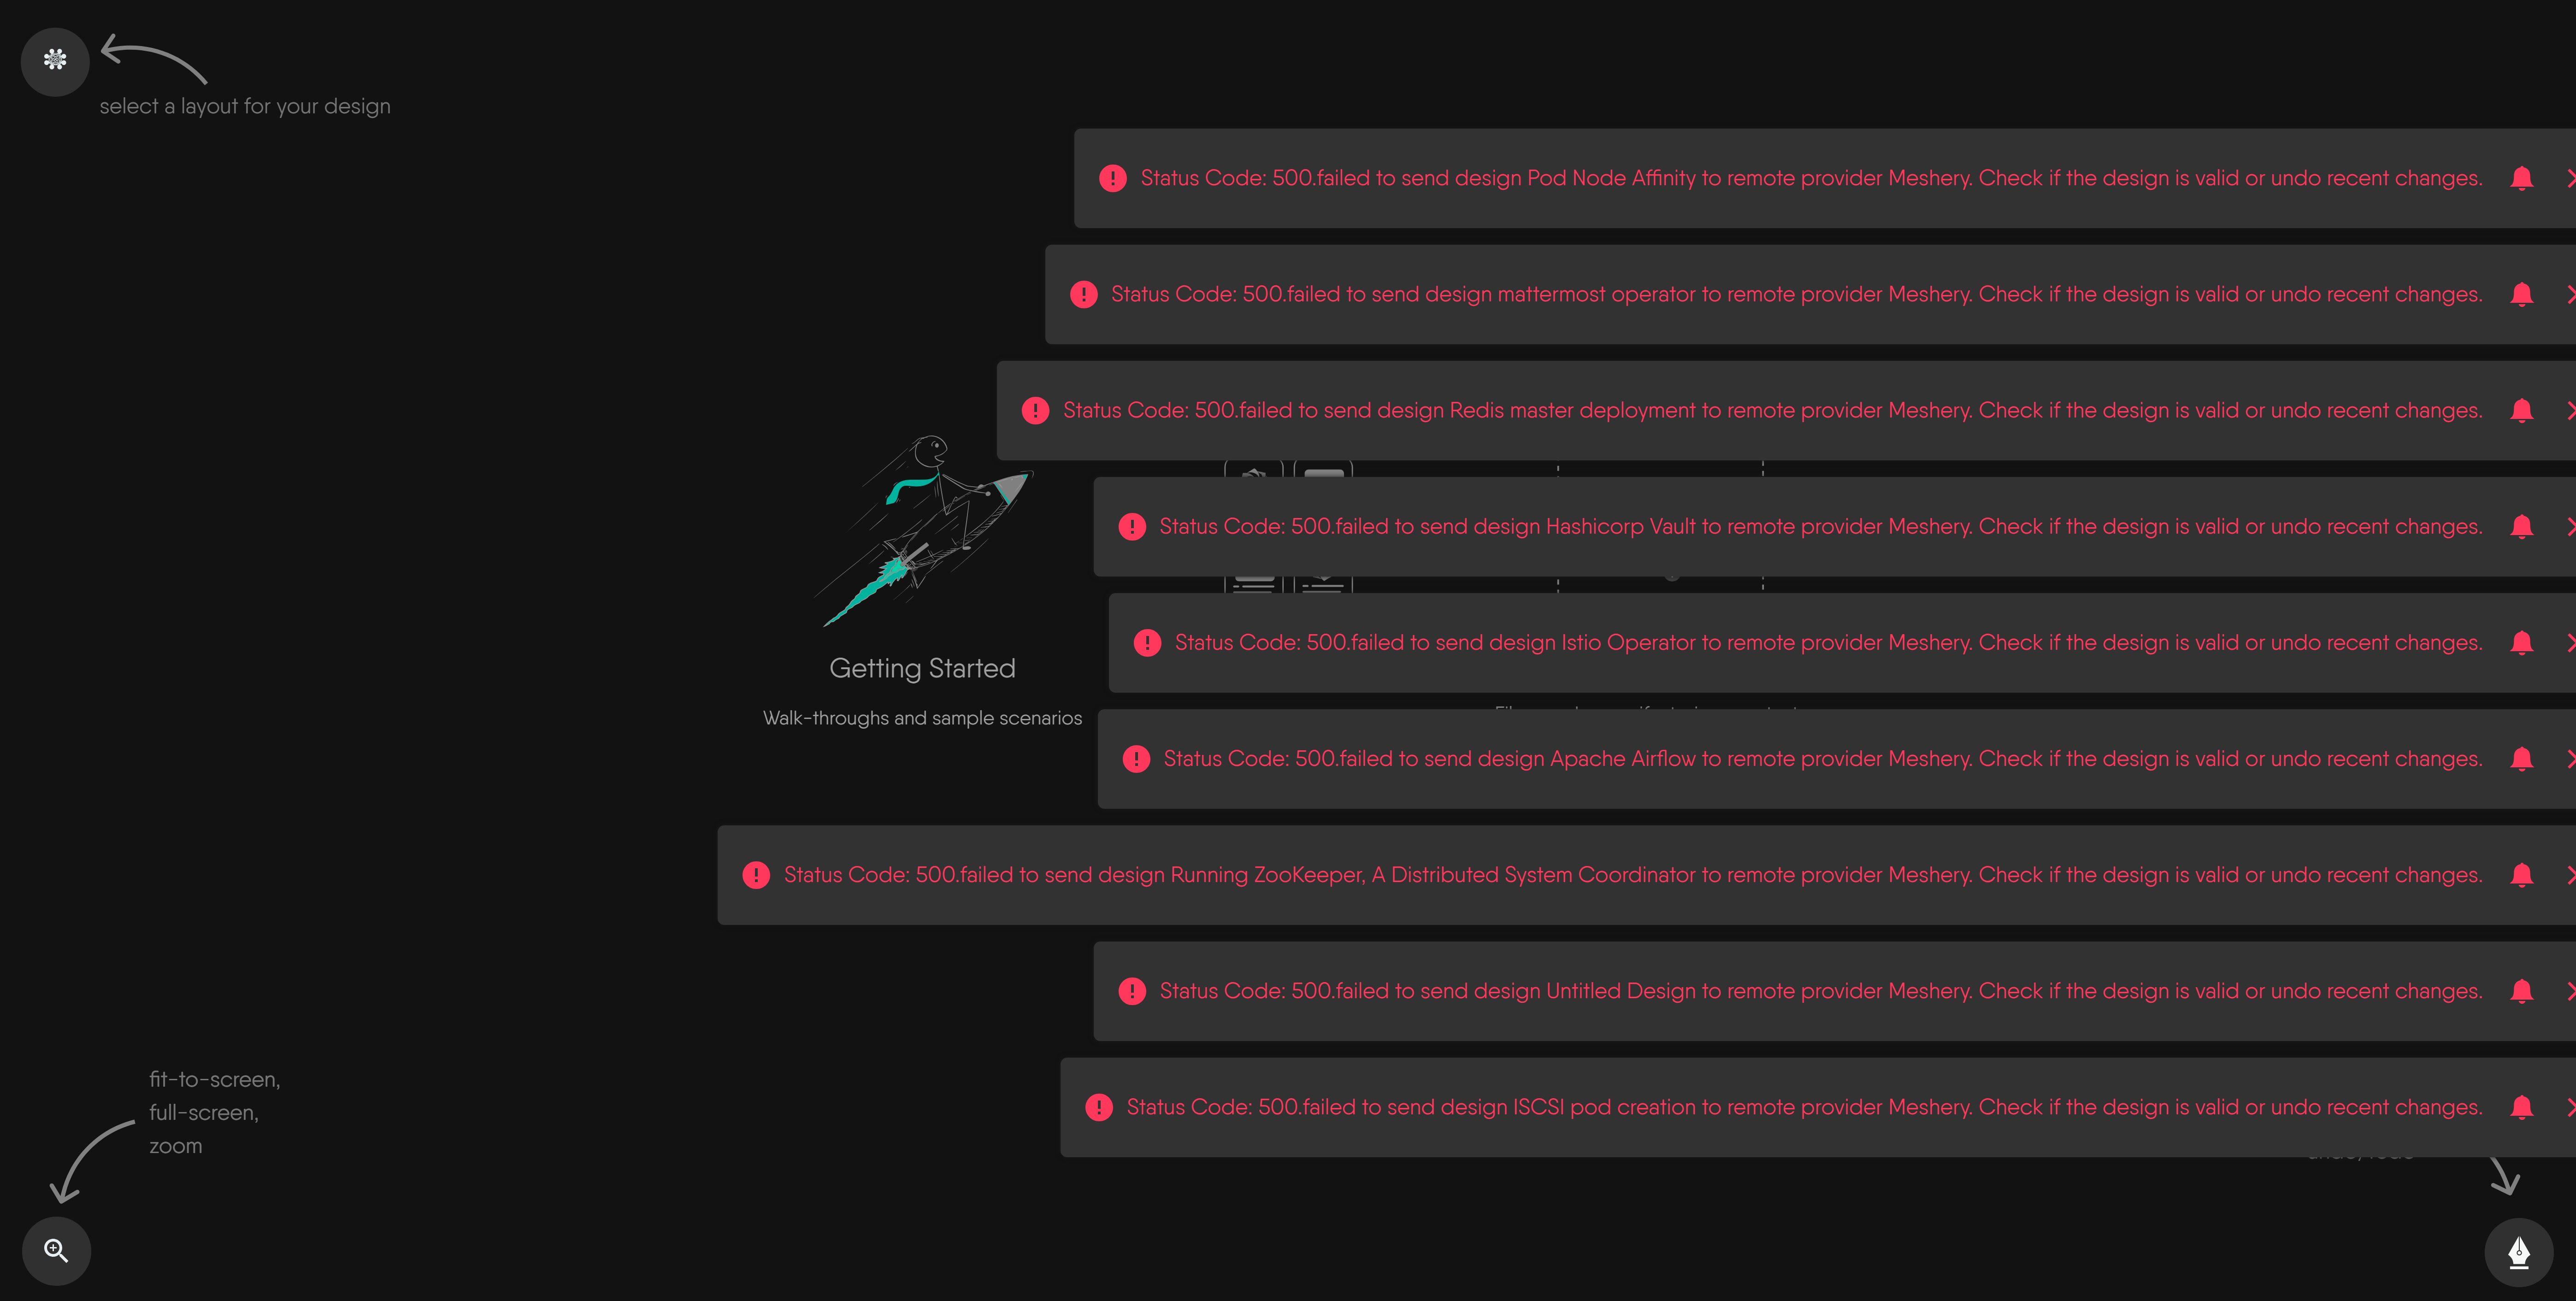 select a layout for your design
Status Code: 500.failed to send design Pod Node Affinity to remote provider Meshery. Check if the design is valid or undo recent changes.
Status Code: 500.failed to send design mattermost operator to remote provider Meshery. Check if the design is valid or undo recent changes.
Status Code: 500.failed to send design Redis master deployment to remote provider Meshery. Check if the design is valid or undo recent changes.
Status Code: 500.failed to send design Hashicorp Vault to remote provider Meshery. Check if the design is valid or undo recent changes.
Status Code: 500.failed to send design Istio Operator to remote provider Meshery. Check if the design is valid or undo recent changes.
Getting Started
Walk-throughs and sample scenarios
Status Code: 500.failed to send design Apache Airflow to remote provider Meshery. Check if the design is valid or undo recent changes.
Status Code: 500.failed to send design Running ZooKeeper, A Distributed System Coordinator to remote provider Meshery. Check if the design is valid or undo recent changes.
Status Code: 500.failed to send design Untitled Design to remote provider Meshery. Check if the design is valid or undo recent changes.
Status Code: 500.failed to send design ISCSI pod creation to remote provider Meshery. Check if the design is valid or undo recent changes.
fit-to-screen,
full-screen,
zoom